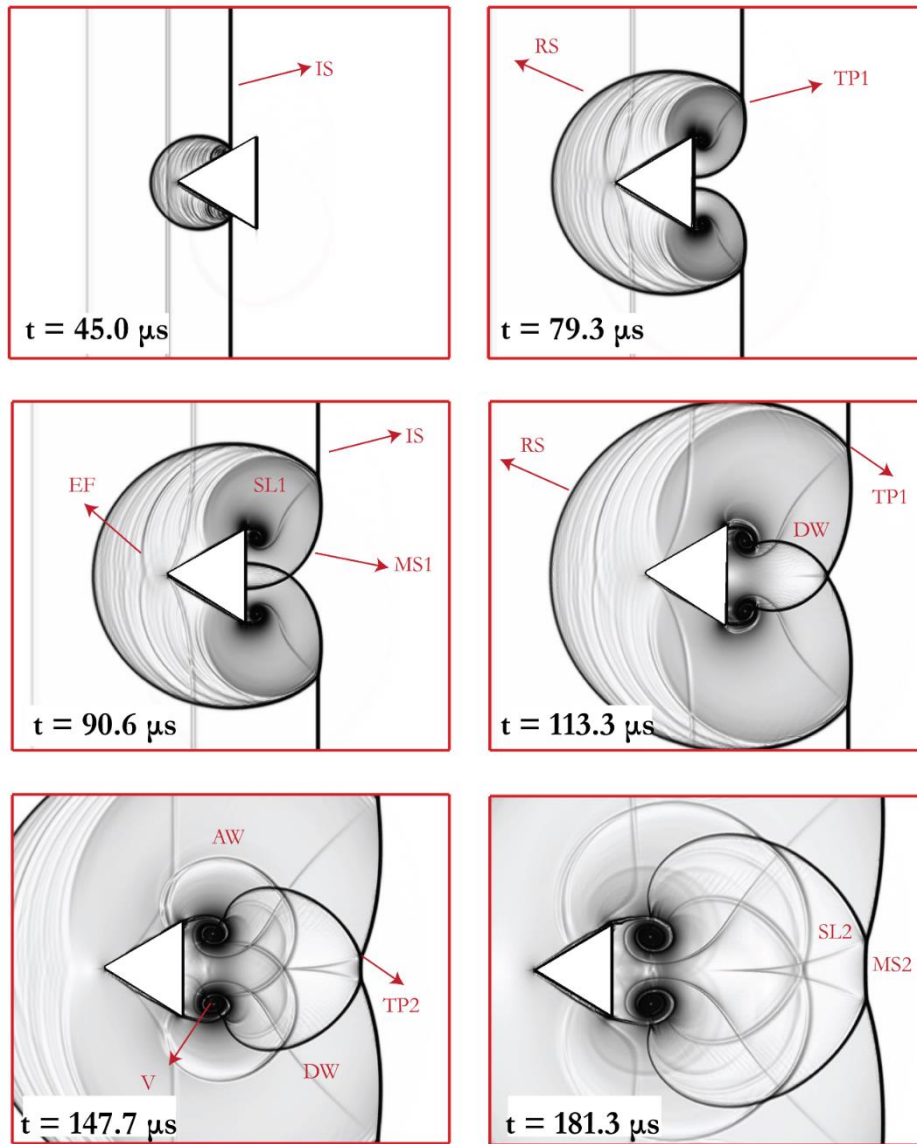 IS
t = 45.0 μs
RS
TP1
t = 79.3 μs
IS
EF
SL1
MS1
t = 90.6 μs
RS
TP1
DW
t = 113.3 μs
AW
TP2
V
DW
t = 147.7 μs
SL2
MS2
t = 181.3 μs